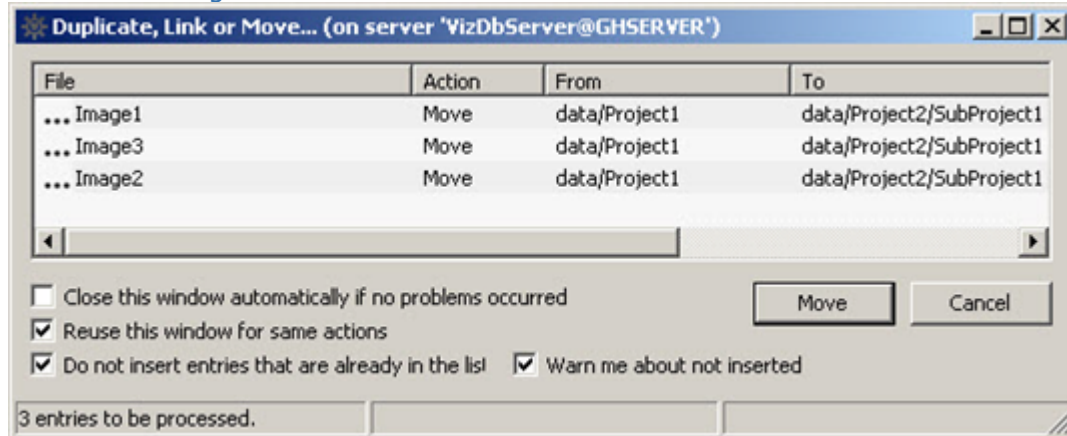 Duplicate, Link or Move... (on server 'VizDbServer@GHSERVER')
File Action From To
... Image1 Move data/Project1 data/Project2/SubProject1
... Image3 Move data/Project1 data/Project2/SubProject1
... Image2 Move data/Project1 data/Project2/SubProject1
Close this window automatically if no problems occurred
Move Cancel
Reuse this window for same actions
Do not insert entries that are already in the list Warn me about not inserted
3 entries to be processed.